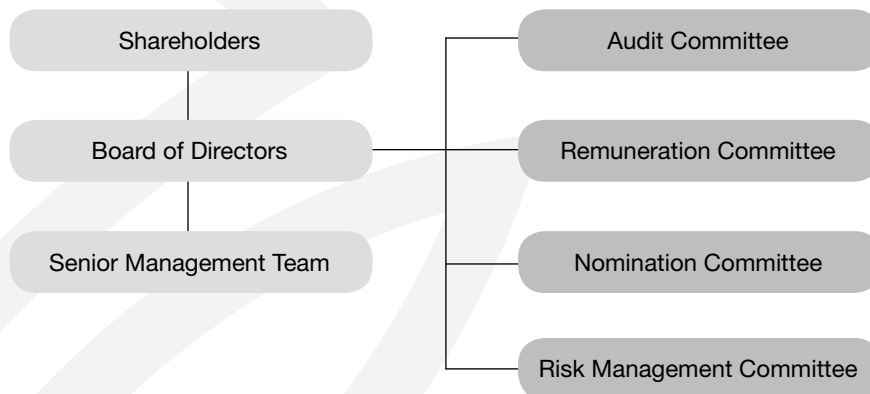 Shareholders
Board of Directors
Senior Management Team
Audit Committee
Remuneration Committee
Nomination Committee
Risk Management Committee